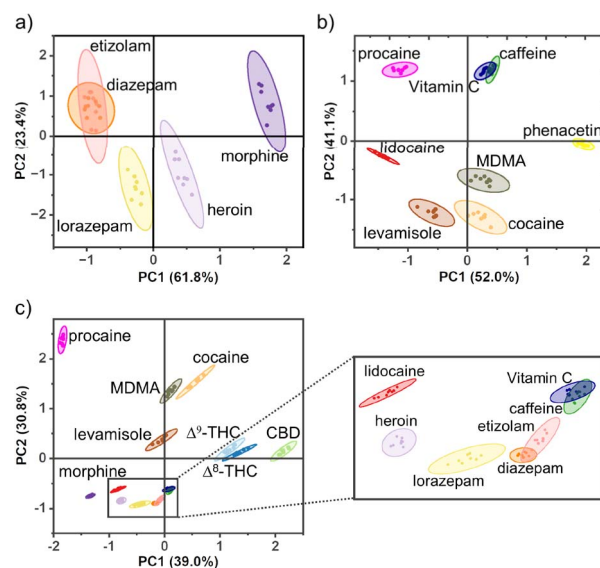 a)
etizolam
diazepam
morphine
heroin
lorazepam
PC2 (23.4%)
2
1
0
-1
-2
-1
0
1
2
PC1 (61.8%)
b)
procaine
caffeine
Vitamin C
phenacetin
lidocaine
MDMA
levamisole
cocaine
PC2 (41.1%)
1
0
-1
-1
0
1
2
PC1 (52.0%)
c)
procaine
cocaine
MDMA
levamisole
Δ⁹-THC
CBD
Δ⁸-THC
morphine
PC2 (30.8%)
2
1
0
-1
-2
-1
0
1
2
PC1 (39.0%)
lidocaine
Vitamin C
caffeine
heroin
etizolam
diazepam
lorazepam